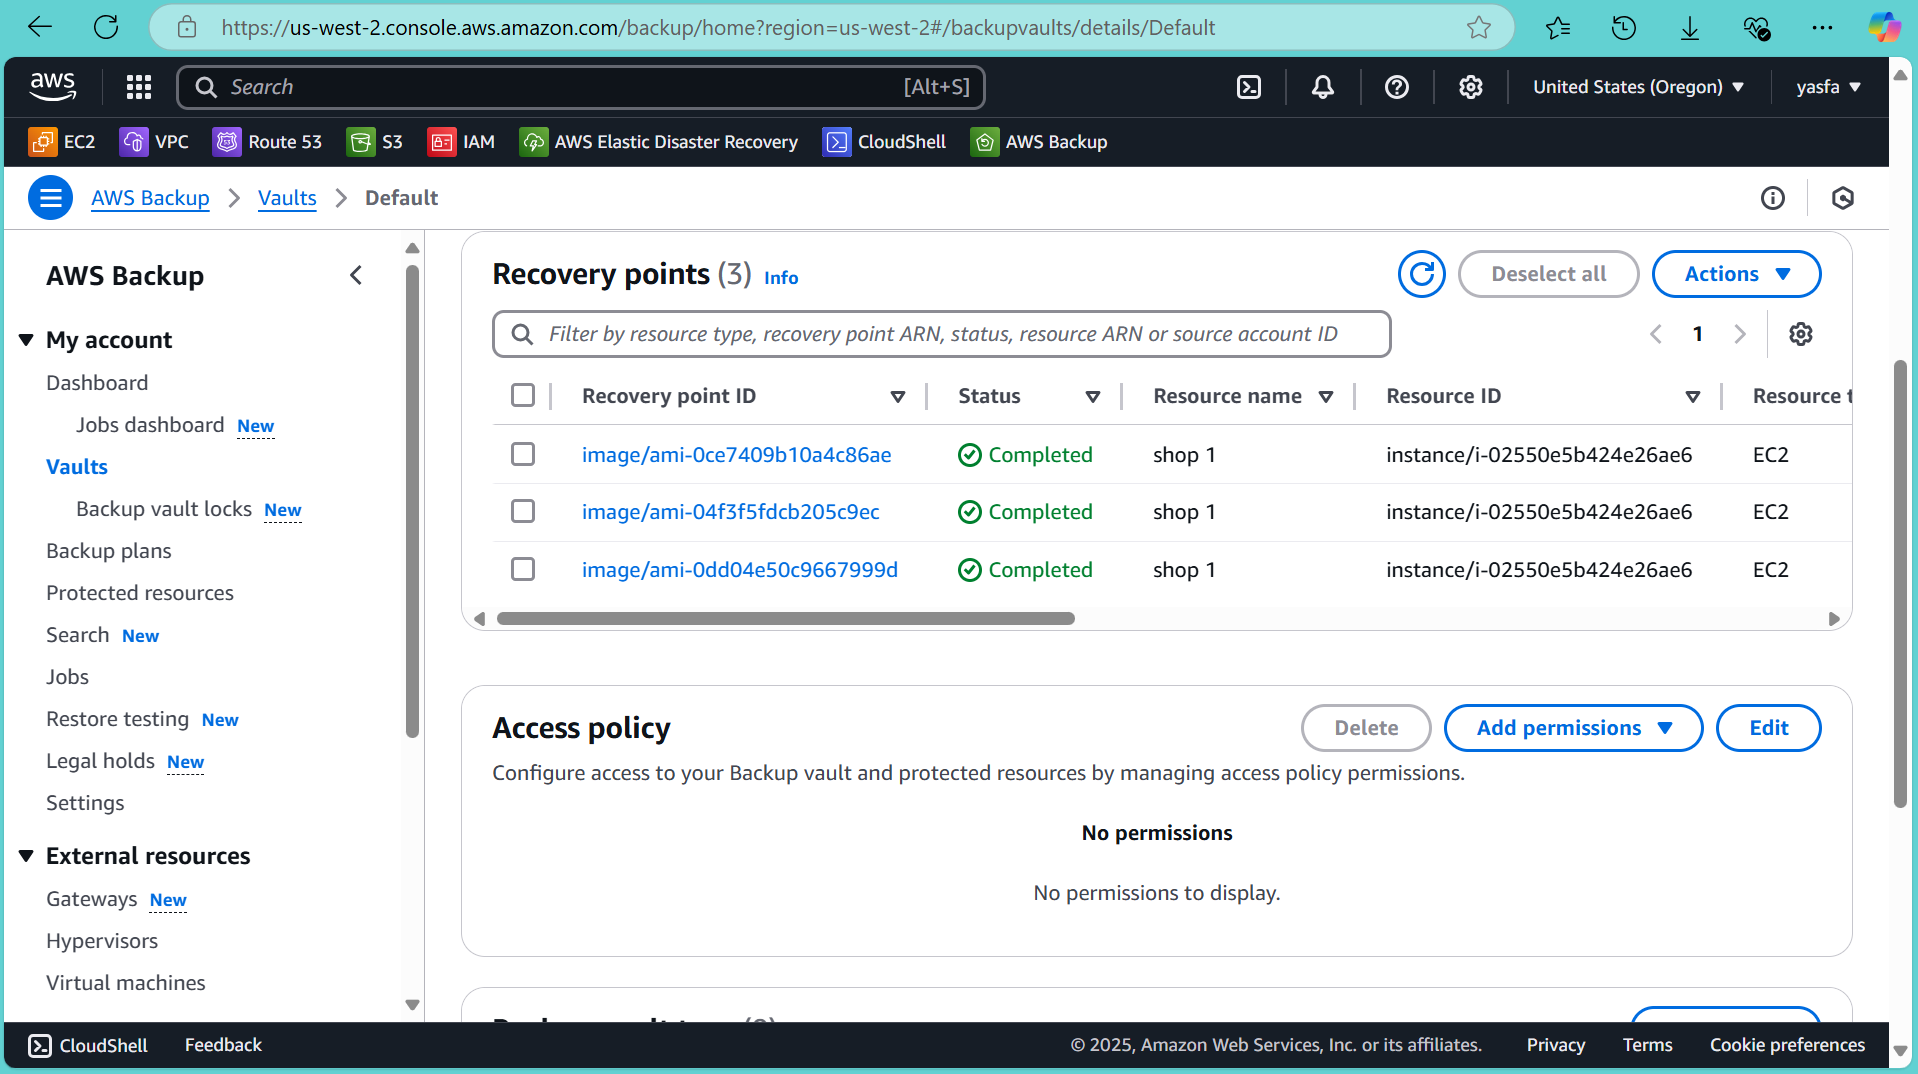 https://us-west-2.console.aws.amazon.com/backup/home?region=us-west-2#/backupvaults/details/Default
aws Search [Alt+S] United States (Oregon) yasfa
EC2 VPC Route 53 S3 IAM AWS Elastic Disaster Recovery CloudShell AWS Backup
AWS Backup Vaults Default
AWS Backup
My account
Dashboard
Jobs dashboard New
Vaults
Backup vault locks New
Backup plans
Protected resources
Search New
Jobs
Restore testing New
Legal holds New
Settings
External resources
Gateways New
Hypervisors
Virtual machines
Recovery points (3) Info Deselect all Actions
Filter by resource type, recovery point ARN, status, resource ARN or source account ID 1
Recovery point ID Status Resource name Resource ID Resource t
image/ami-0ce7409b10a4c86ae Completed shop 1 instance/i-02550e5b424e26ae6 EC2
image/ami-04f3f5fdcb205c9ec Completed shop 1 instance/i-02550e5b424e26ae6 EC2
image/ami-0dd04e50c9667999d Completed shop 1 instance/i-02550e5b424e26ae6 EC2
Access policy Delete Add permissions Edit
Configure access to your Backup vault and protected resources by managing access policy permissions.
No permissions
No permissions to display.
CloudShell Feedback © 2025, Amazon Web Services, Inc. or its affiliates. Privacy Terms Cookie preferences